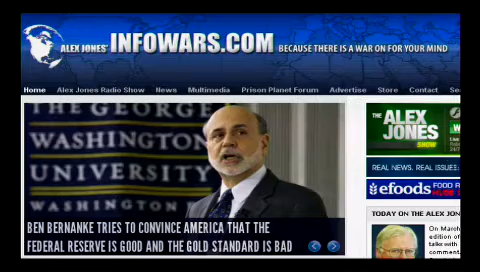 ALEX JONES' INFOWARS.COM BECAUSE THERE IS A WAR ON FOR YOUR MIND
Home Alex Jones Radio Show News Multimedia Prison Planet Forum Advertise Store Contact
THE GEORGE
WASHINGTON
UNIVERSITY
WASHINGTON
BEN BERNANKE TRIES TO CONVINCE AMERICA THAT THE
FEDERAL RESERVE IS GOOD AND THE GOLD STANDARD IS BAD
THE
ALEX
JONES
SHOW
REAL NEWS. REAL ISSUES
efoods
TODAY ON THE ALEX JON
On March
edition of
talks with
comment